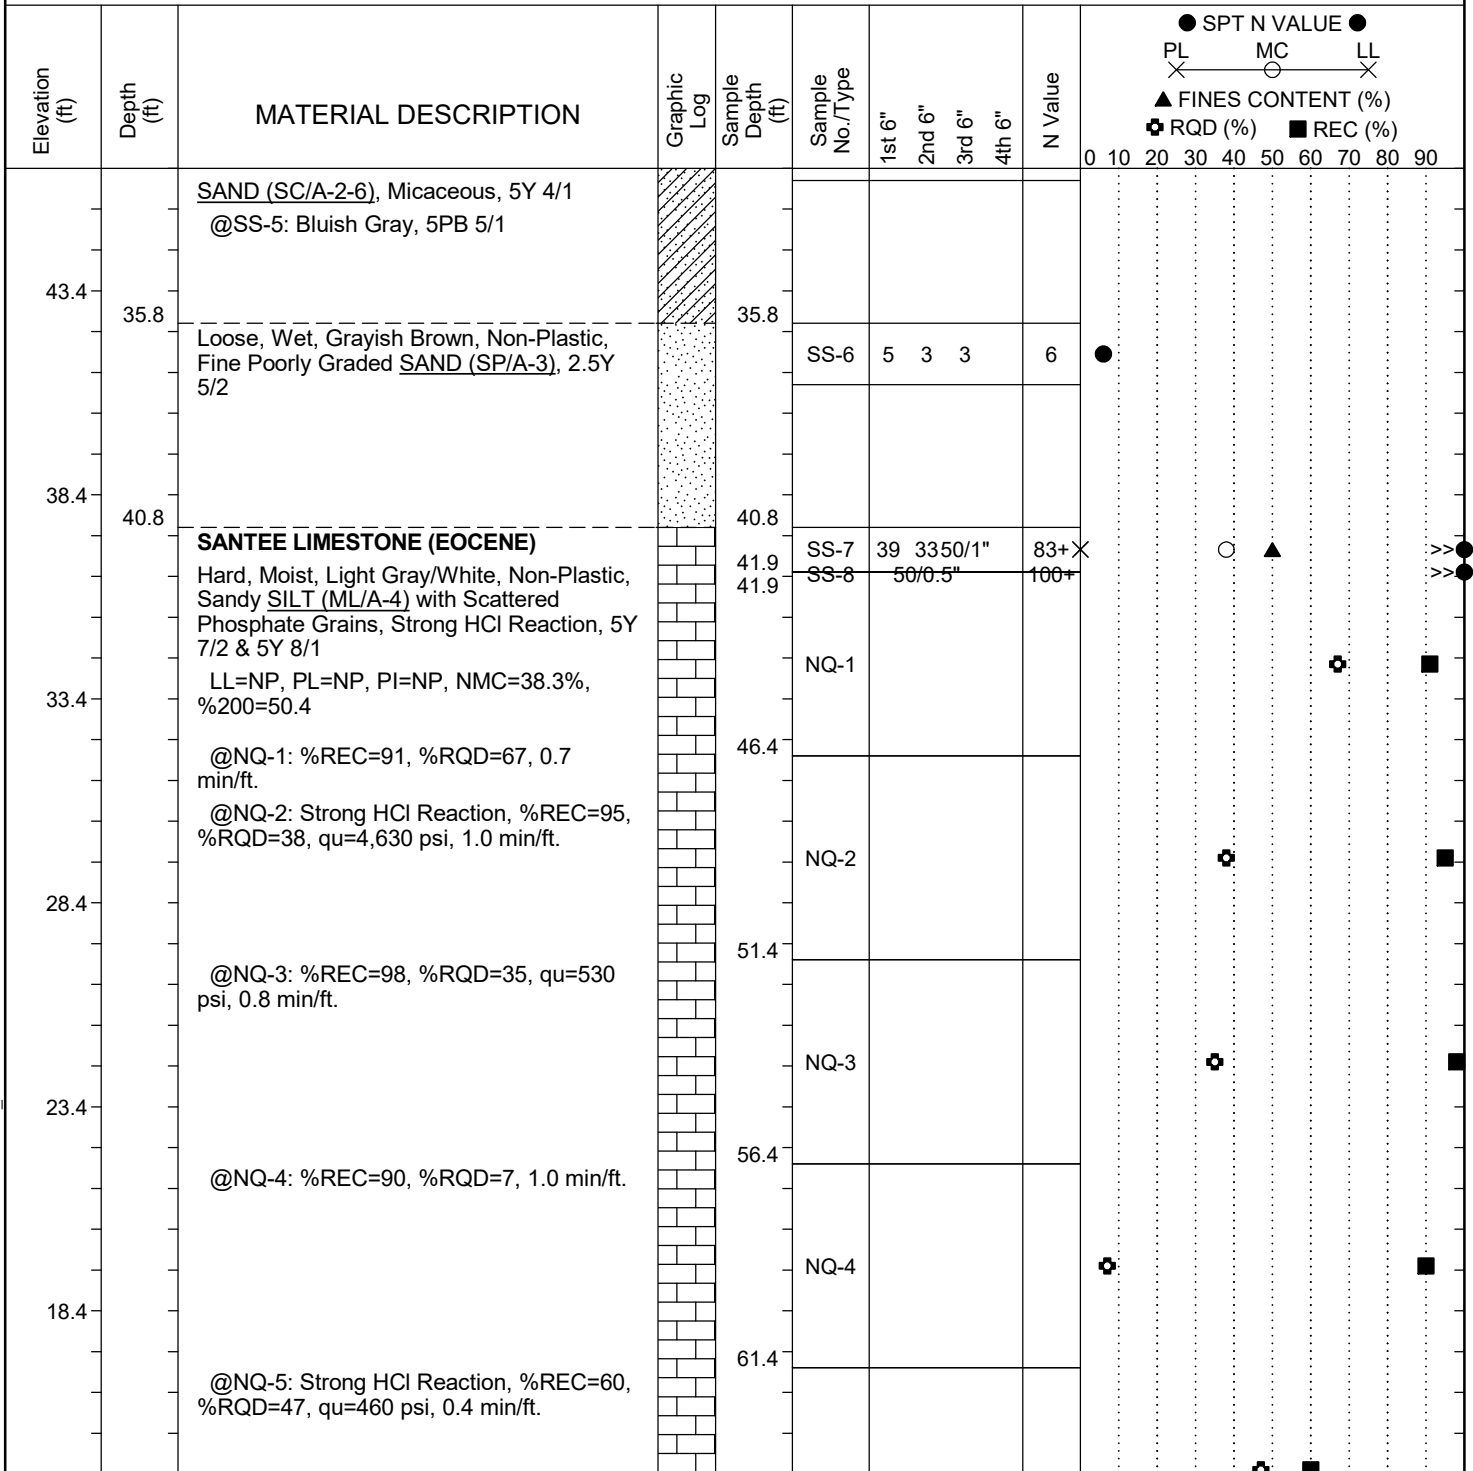 ● SPT N VALUE ●
PL MC LL
▲ FINES CONTENT (%)
RQD (%) ■ REC (%)
Elevation (ft)
Depth (ft)
MATERIAL DESCRIPTION
Graphic Log
Sample Depth (ft)
Sample No./Type
1st 6"
2nd 6"
3rd 6"
4th 6"
N Value
0 10 20 30 40 50 60 70 80 90
SAND (SC/A-2-6), Micaceous, 5Y 4/1
@SS-5: Bluish Gray, 5PB 5/1
43.4
35.8 35.8
Loose, Wet, Grayish Brown, Non-Plastic,
Fine Poorly Graded SAND (SP/A-3), 2.5Y
5/2
SS-6 5 3 3 6
38.4
40.8 40.8
SANTEE LIMESTONE (EOCENE)
SS-7 39 33 50/1" 83+ >>
41.9
SS-8 50/0.5" 100+ >>
41.9
Hard, Moist, Light Gray/White, Non-Plastic,
Sandy SILT (ML/A-4) with Scattered
Phosphate Grains, Strong HCl Reaction, 5Y
7/2 & 5Y 8/1
NQ-1
LL=NP, PL=NP, PI=NP, NMC=38.3%,
%200=50.4
33.4
46.4
@NQ-1: %REC=91, %RQD=67, 0.7
min/ft.
@NQ-2: Strong HCl Reaction, %REC=95,
%RQD=38, qu=4,630 psi, 1.0 min/ft.
NQ-2
28.4
51.4
@NQ-3: %REC=98, %RQD=35, qu=530
psi, 0.8 min/ft.
NQ-3
23.4
56.4
@NQ-4: %REC=90, %RQD=7, 1.0 min/ft.
NQ-4
18.4
61.4
@NQ-5: Strong HCl Reaction, %REC=60,
%RQD=47, qu=460 psi, 0.4 min/ft.